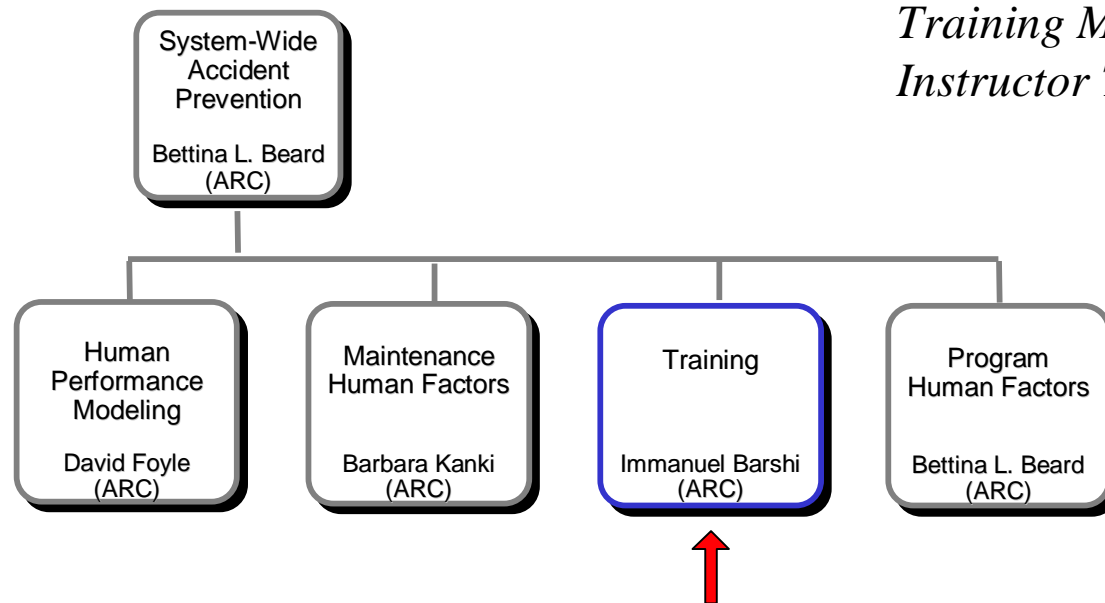 Training
Instructor
System-Wide
Accident
Prevention
Bettina L. Beard
(ARC)
Human
Performance
Modeling
David Foyle
(ARC)
Maintenance
Human Factors
Barbara Kanki
(ARC)
Training
Immanuel Barshi
(ARC)
Program
Human Factors
Bettina L. Beard
(ARC)